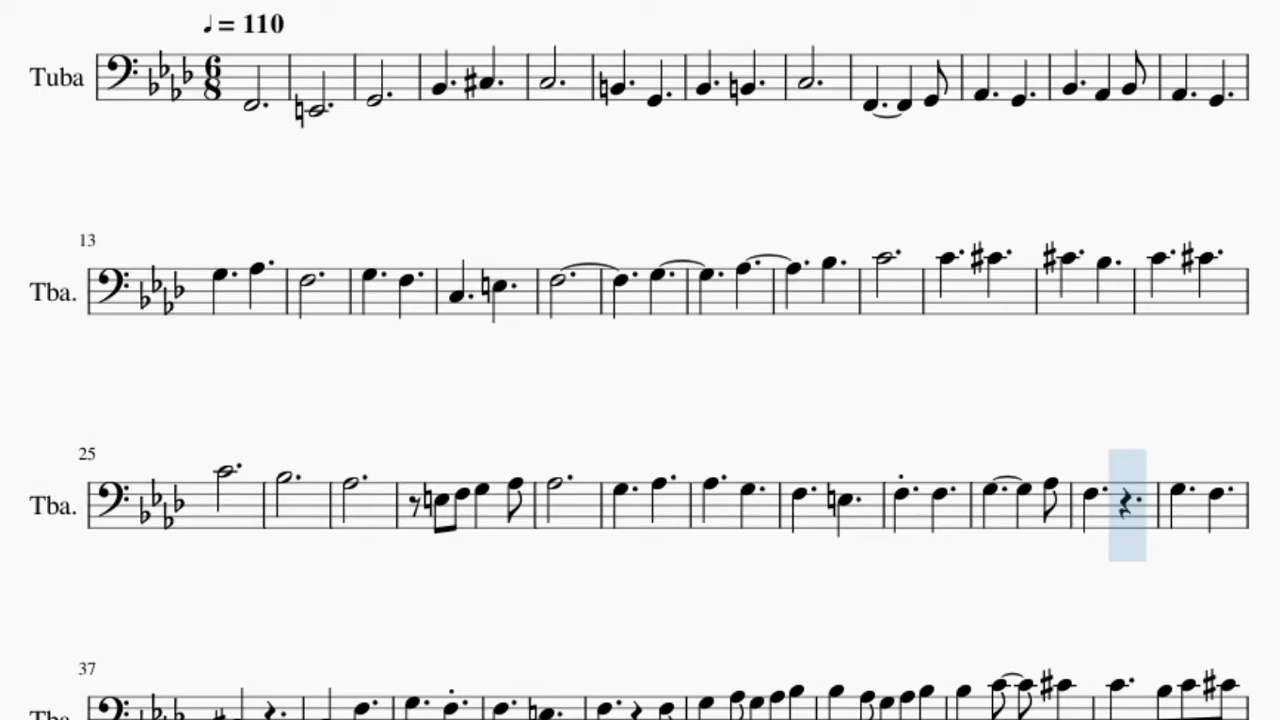 ♩ = 110
Tuba
6
8
13
Tba.
25
Tba.
37
Tba.